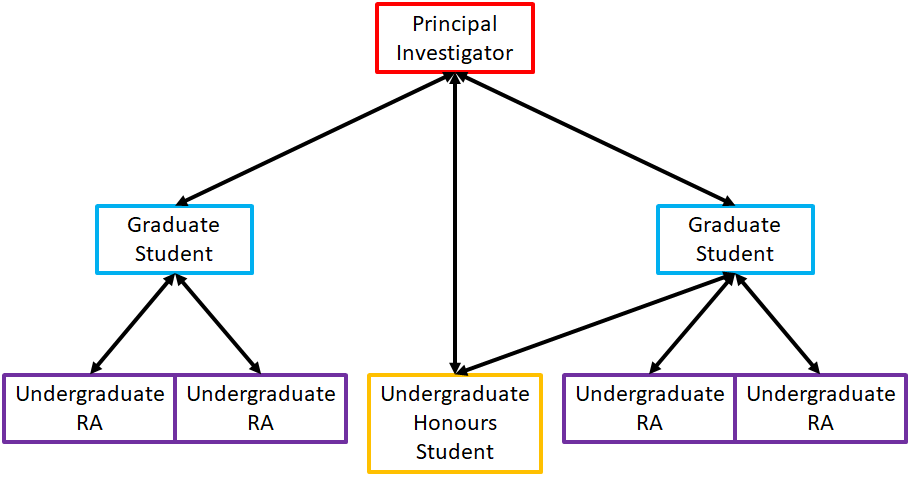 Principal
Investigator
Graduate
Student
Graduate
Student
Undergraduate
RA
Undergraduate
RA
Undergraduate
Honours
Student
Undergraduate
RA
Undergraduate
RA